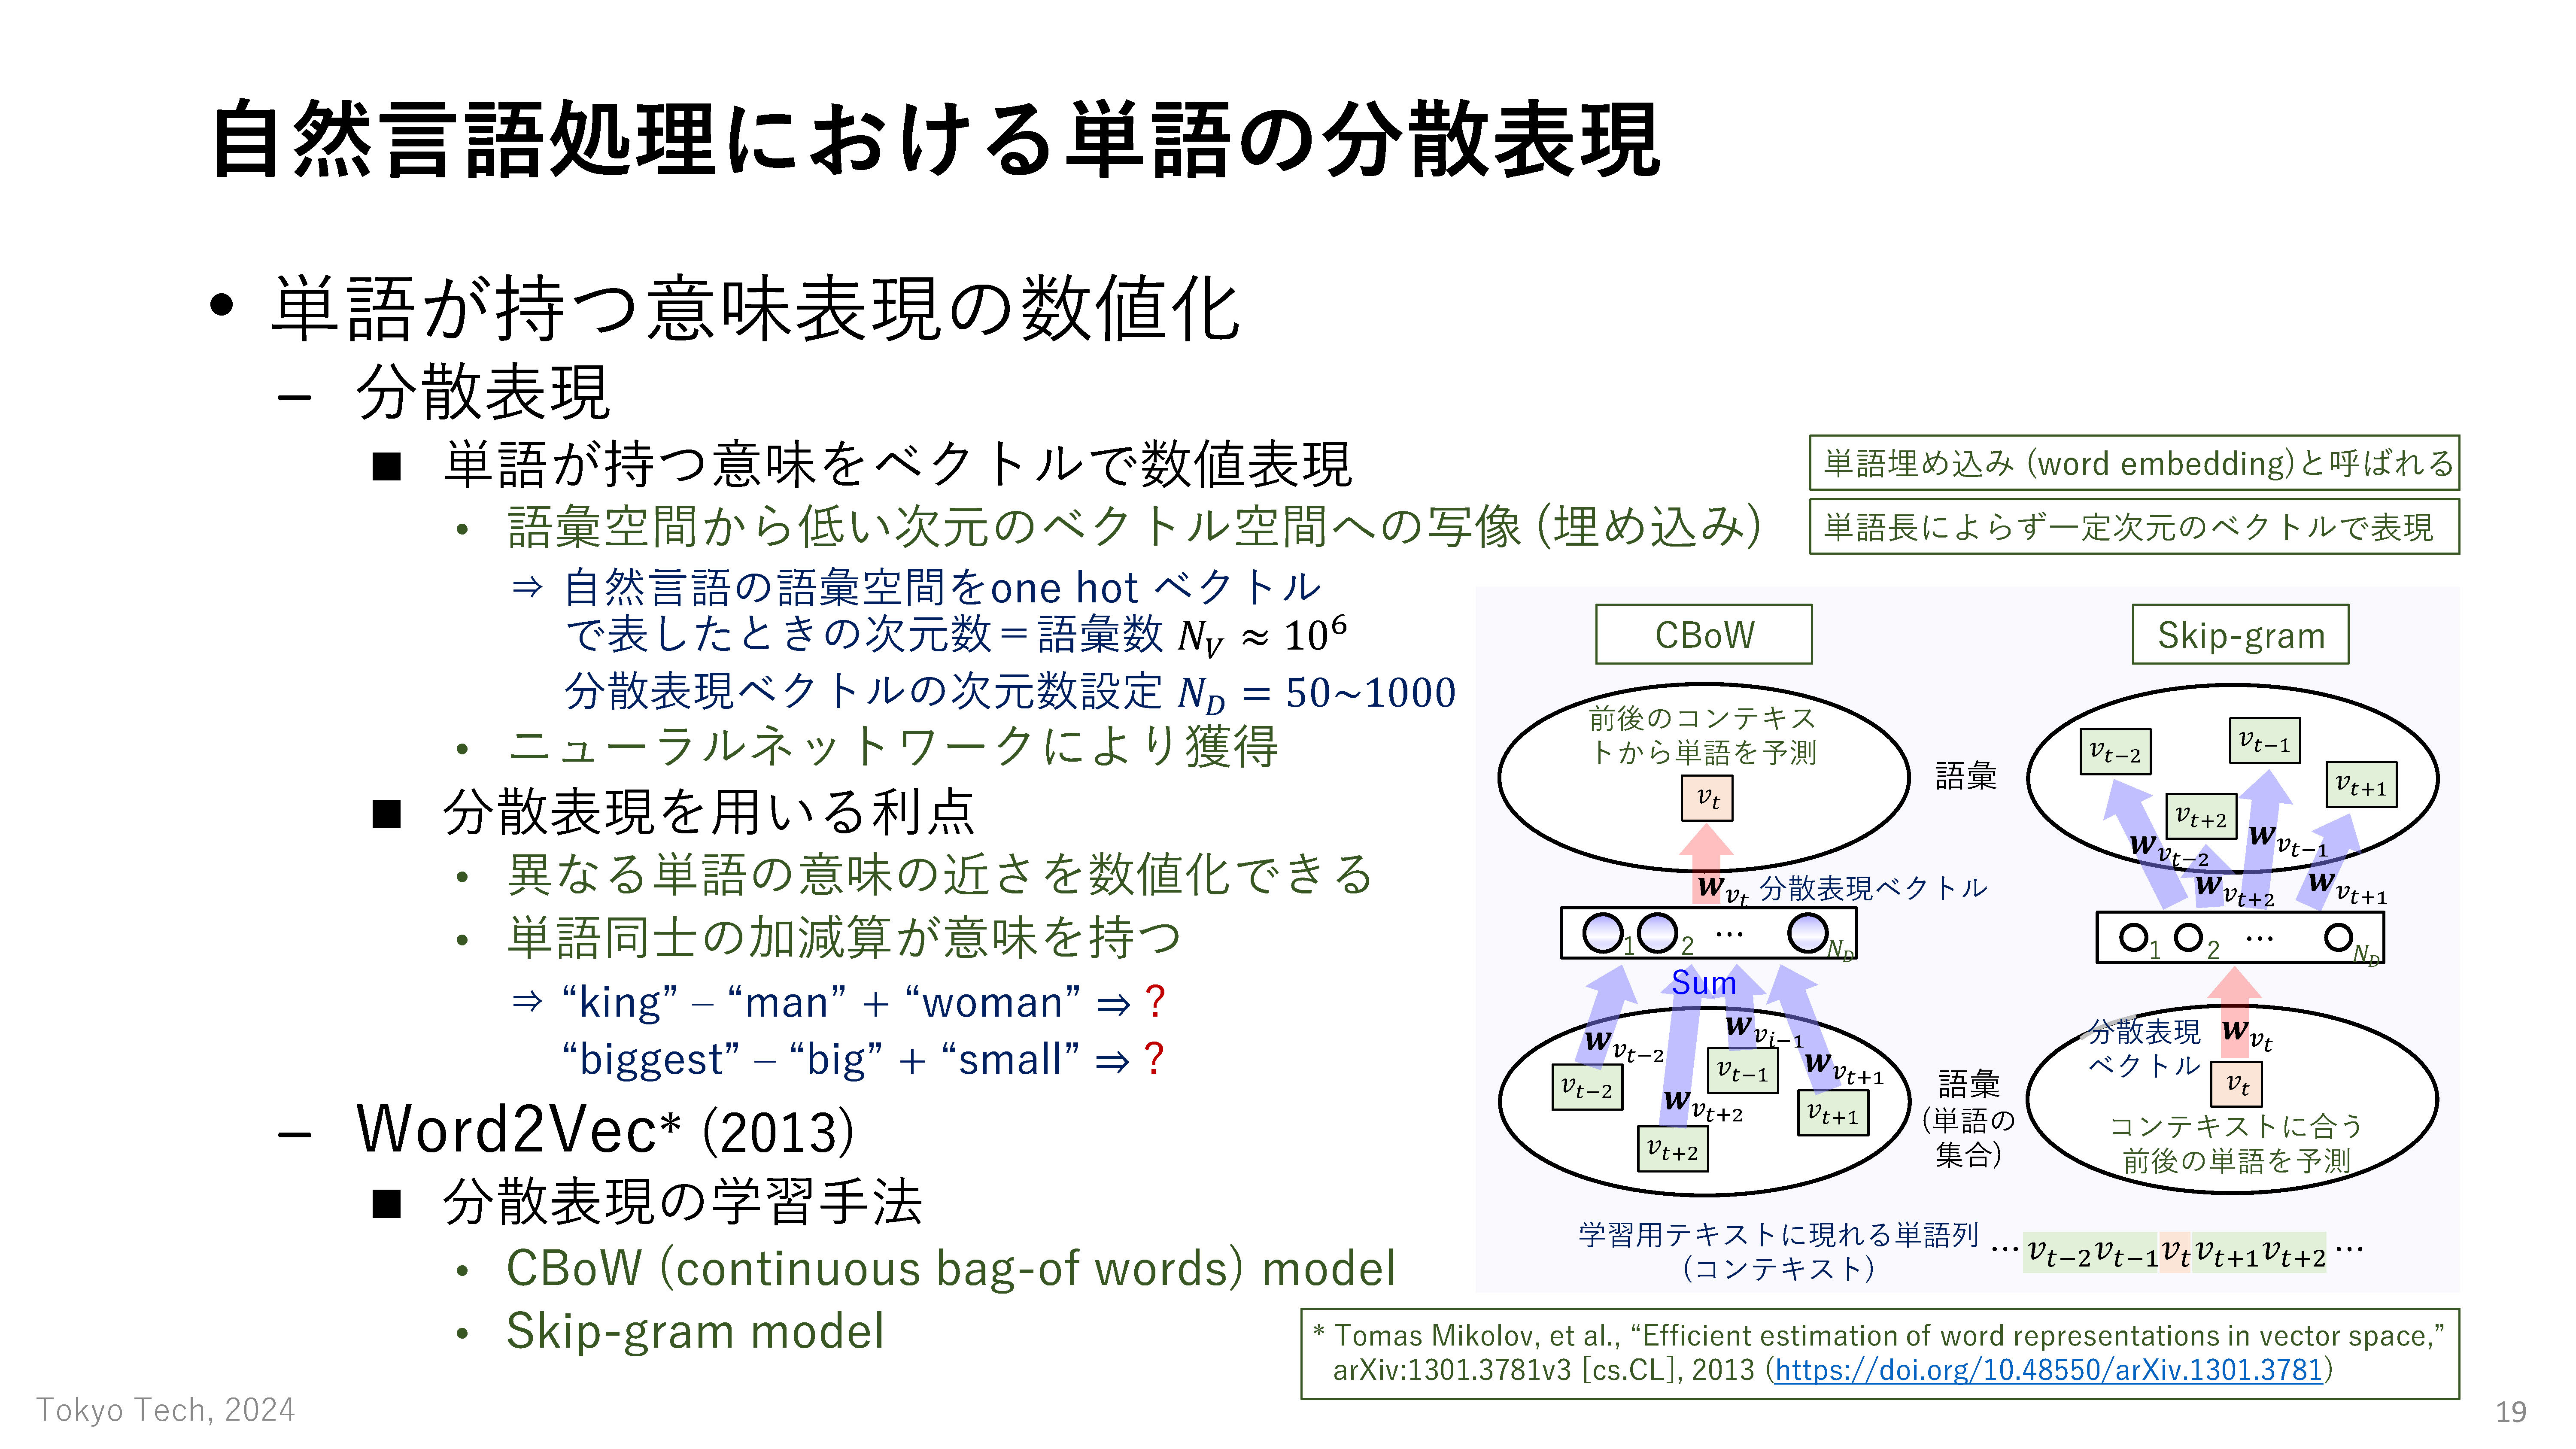 自然言語処理における単語の分散表現
• 単語が持つ意味表現の数値化
– 分散表現
■ 単語が持つ意味をベクトルで数値表現
• 語彙空間から低い次元のベクトル空間への写像 (埋め込み)
⇒ 自然言語の語彙空間をone hot ベクトル
で表したときの次元数＝語彙数 N_V ≈ 10^6
分散表現ベクトルの次元数設定 N_D = 50~1000
• ニューラルネットワークにより獲得
■ 分散表現を用いる利点
• 異なる単語の意味の近さを数値化できる
• 単語同士の加減算が意味を持つ
⇒ “king” – “man” + “woman” ⇒ ?
“biggest” – “big” + “small” ⇒ ?
– Word2Vec* (2013)
■ 分散表現の学習手法
• CBoW (continuous bag-of words) model
• Skip-gram model
単語埋め込み (word embedding)と呼ばれる
単語長によらず一定次元のベクトルで表現
CBoW
前後のコンテキス
トから単語を予測
v_t
w_{v_t} 分散表現ベクトル
1 2 … N_D
Sum
w_{v_{t−2}}
w_{v_{i−1}}
w_{v_{t+1}}
w_{v_{t+2}}
v_{t−2}
v_{t−1}
v_{t+1}
v_{t+2}
語彙
語彙
(単語の
集合)
Skip-gram
v_{t−2}
v_{t−1}
v_{t+1}
v_{t+2}
w_{v_{t−2}}
w_{v_{t−1}}
w_{v_{t+2}}
w_{v_{t+1}}
1 2 … N_D
分散表現
ベクトル
w_{v_t}
v_t
コンテキストに合う
前後の単語を予測
学習用テキストに現れる単語列
(コンテキスト)
… v_{t−2} v_{t−1} v_t v_{t+1} v_{t+2} …
* Tomas Mikolov, et al., “Efficient estimation of word representations in vector space,”
arXiv:1301.3781v3 [cs.CL], 2013 (https://doi.org/10.48550/arXiv.1301.3781)
Tokyo Tech, 2024
19